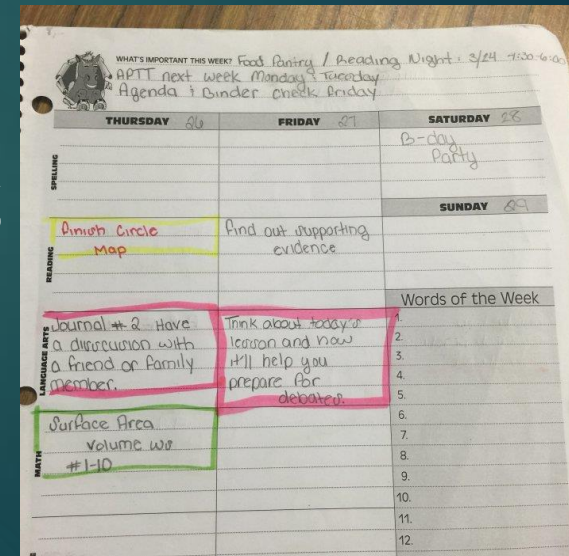 WHAT'S IMPORTANT THIS WEEK? Food Pantry / Reading Night: 3/24
APTT next week Monday & Tuesday
Agenda & Binder check Friday
THURSDAY 26
FRIDAY 27
SATURDAY 28
SPELLING
B-day
Party
SUNDAY 29
READING
Finish Circle
Map
find out supporting
evidence
Words of the Week
LANGUAGE ARTS
Journal #2 Have
a discussion with
a friend or family
member.
Think about today's
lesson and how
it'll help you
prepare for
debates.
1.
2.
3.
4.
5.
6.
7.
8.
9.
10.
11.
12.
MATH
Surface Area
Volume WS
#1-10